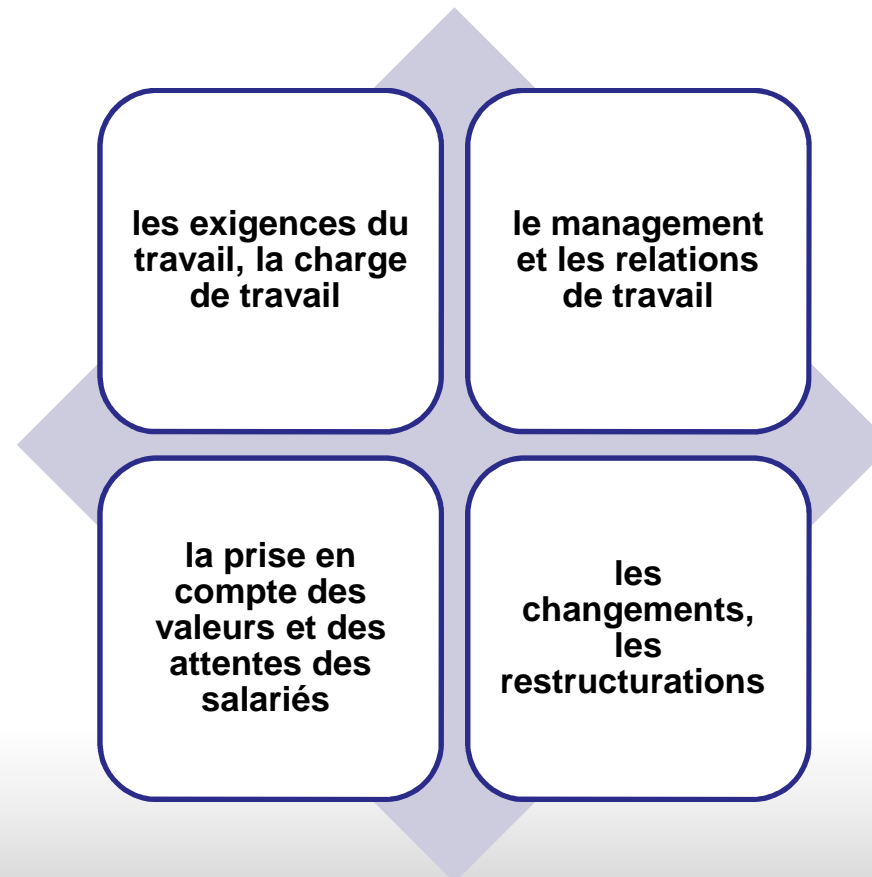 les exigences du
travail, la charge
de travail
le management
et les relations
de travail
la prise en
compte des
valeurs et des
attentes des
salariés
les
changements,
les
restructurations